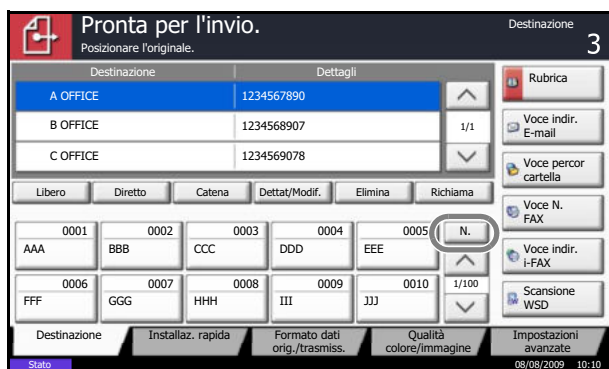 Pronta per l'invio.
Posizionare l'originale.
Destinazione
3
Destinazione Dettagli
A OFFICE 1234567890
B OFFICE 1234568907
C OFFICE 1234569078
1/1
Libero Diretto Catena Dettat/Modif. Elimina Richiama
0001 0002 0003 0004 0005 N.
AAA BBB CCC DDD EEE
0006 0007 0008 0009 0010 1/100
FFF GGG HHH III JJJ
Rubrica
Voce indir.
E-mail
Voce percor
cartella
Voce N.
FAX
Voce indir.
i-FAX
Scansione
WSD
Destinazione
Installaz. rapida
Formato dati
orig./trasmiss.
Qualità
colore/immagine
Impostazioni
avanzate
Stato 08/08/2009 10:10